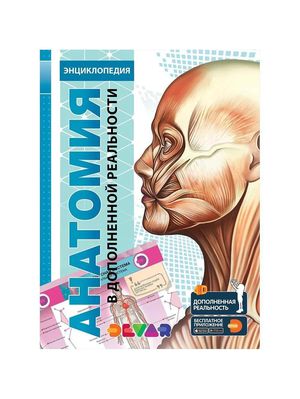 ЭНЦИКЛОПЕДИЯ
АНАТОМИЯ
В ДОПОЛНЕННОЙ РЕАЛЬНОСТИ
DEVAR
ДОПОЛНЕННАЯ
РЕАЛЬНОСТЬ
БЕСПЛАТНОЕ
ПРИЛОЖЕНИЕ